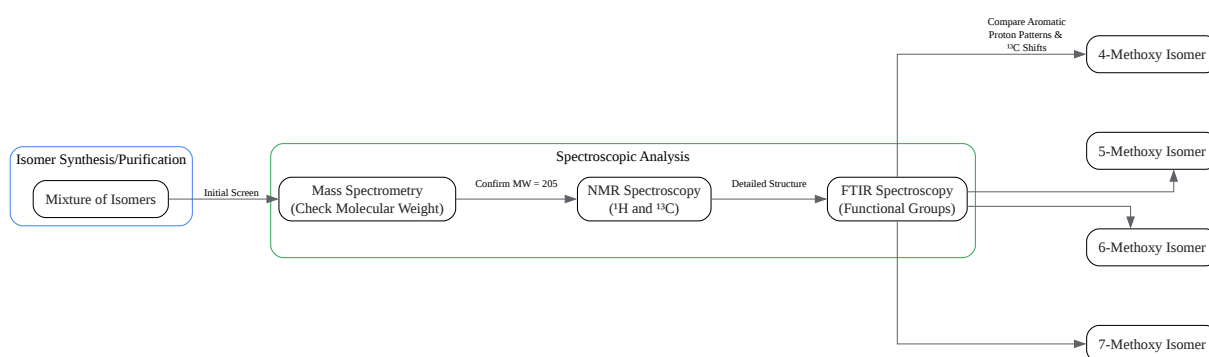 Compare Aromatic
Proton Patterns &
¹³C Shifts
4-Methoxy Isomer
Isomer Synthesis/Purification
Mixture of Isomers
Initial Screen
Spectroscopic Analysis
Mass Spectrometry
(Check Molecular Weight)
Confirm MW = 205
NMR Spectroscopy
(¹H and ¹³C)
Detailed Structure
FTIR Spectroscopy
(Functional Groups)
5-Methoxy Isomer
6-Methoxy Isomer
7-Methoxy Isomer